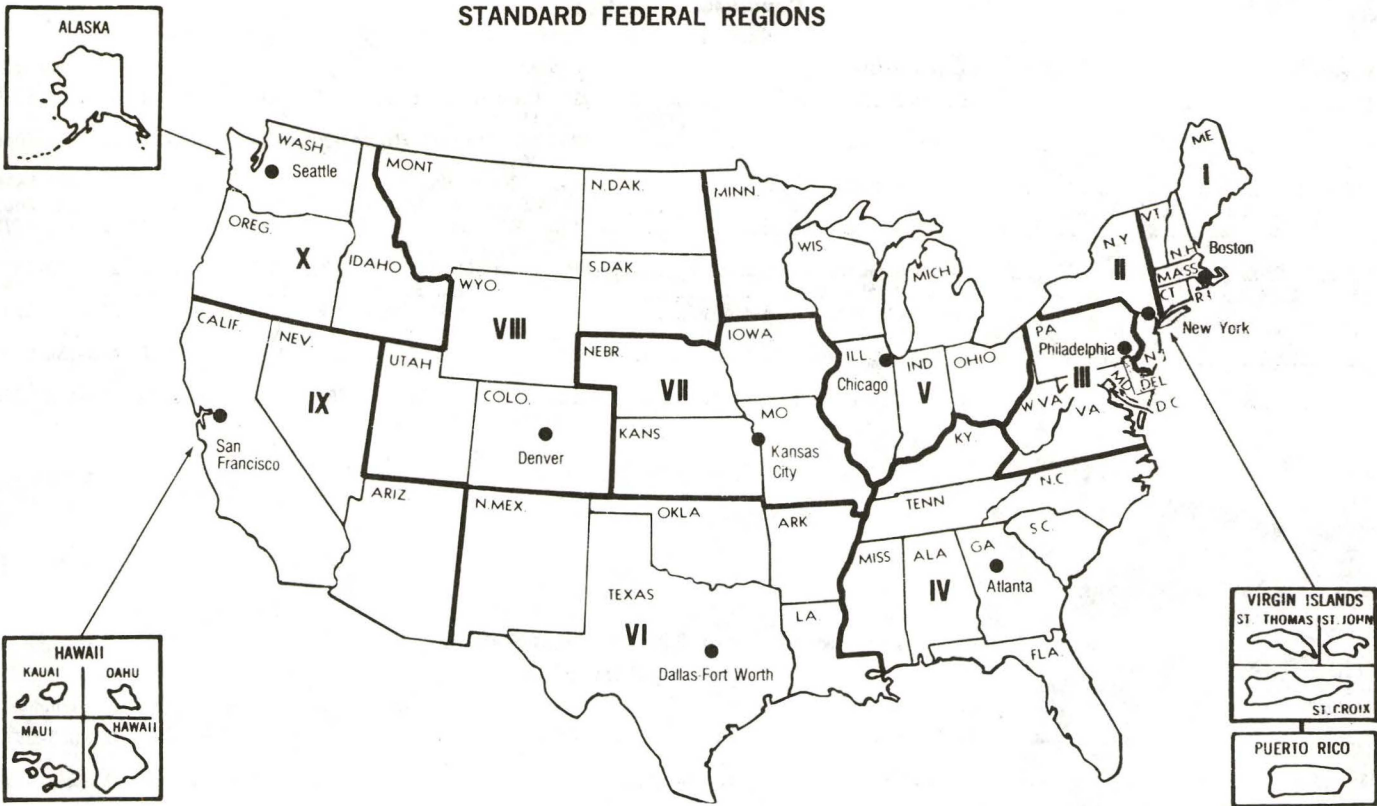 STANDARD FEDERAL REGIONS
ALASKA
WASH.
Seattle
OREG.
X
IDAHO
MONT
N.DAK.
S.DAK
WYO.
VIII
MINN.
WIS.
MICH
ME
I
VT
N.H.
Boston
MASS
CT
R.I
NY
II
New York
CALIF.
NEV.
IX
San
Francisco
UTAH
COLO.
Denver
NEBR.
VII
KANS
IOWA
MO
Kansas
City
ILL
Chicago
IND
V
OHIO
PA
Philadelphia
III
N.J
MD
DEL
D C
W VA
VA
KY.
ARIZ.
N.MEX.
OKLA
TEXAS
VI
Dallas-Fort Worth
ARK
LA.
TENN
N.C
S.C.
MISS
ALA
IV
GA
Atlanta
FLA.
HAWAII
KAUAI
OAHU
MAUI
HAWAII
VIRGIN ISLANDS
ST. THOMAS
ST. JOHN
ST. CROIX
PUERTO RICO